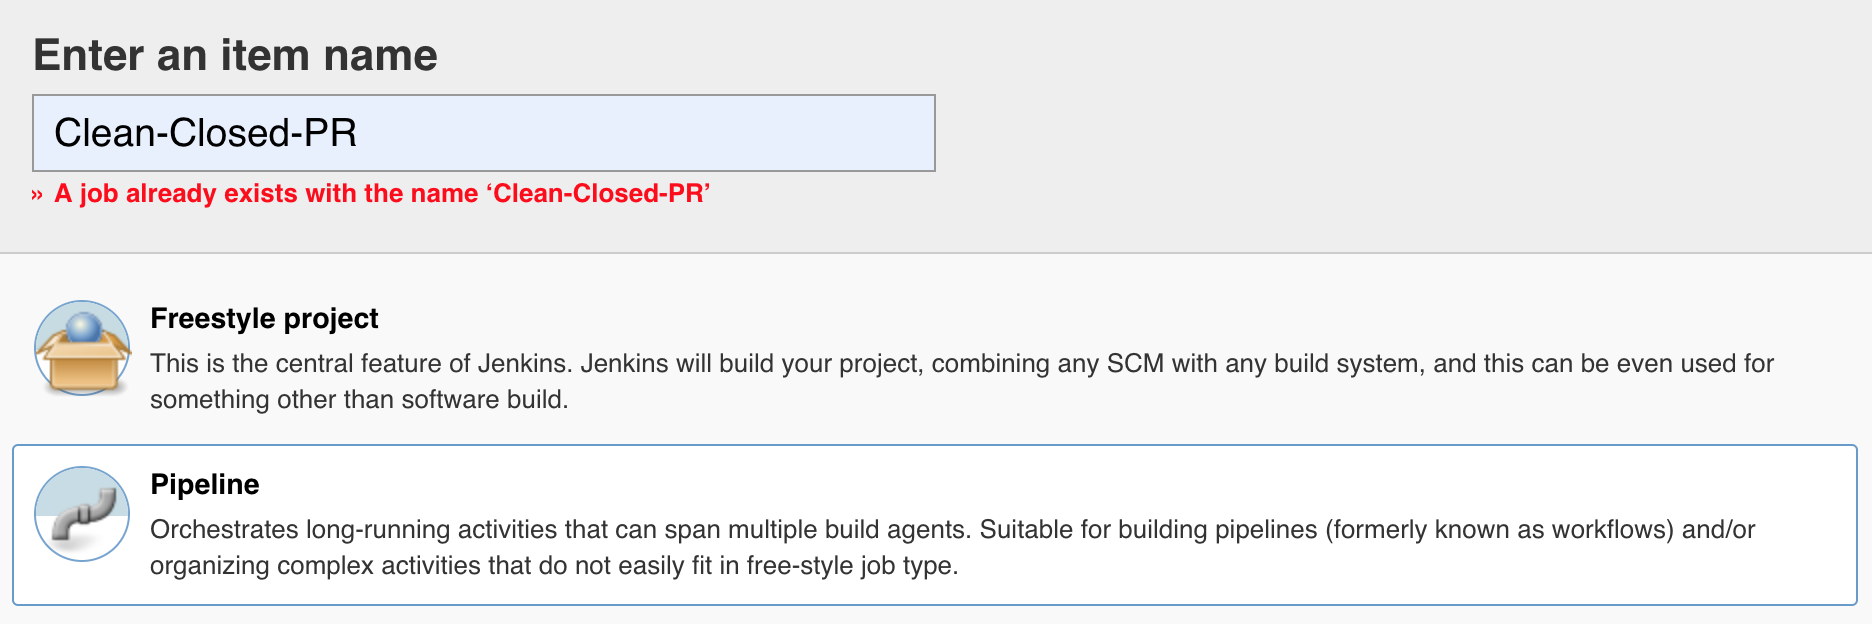 Enter an item name
Clean-Closed-PR
» A job already exists with the name ‘Clean-Closed-PR’
Freestyle project
This is the central feature of Jenkins. Jenkins will build your project, combining any SCM with any build system, and this can be even used for
something other than software build.
Pipeline
Orchestrates long-running activities that can span multiple build agents. Suitable for building pipelines (formerly known as workflows) and/or
organizing complex activities that do not easily fit in free-style job type.